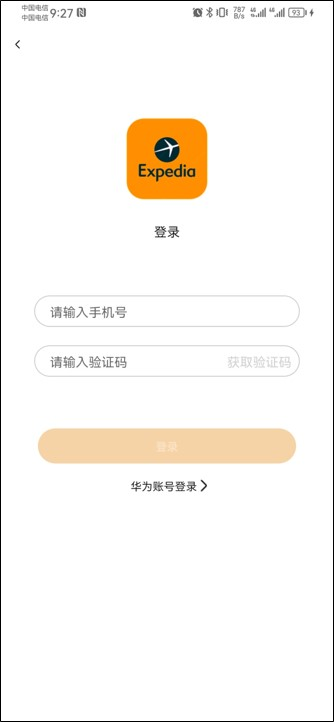 中国电信
中国电信
9:27
787
B/s
4G
4G
93
Expedia
登录
请输入手机号
请输入验证码 获取验证码
登录
华为账号登录